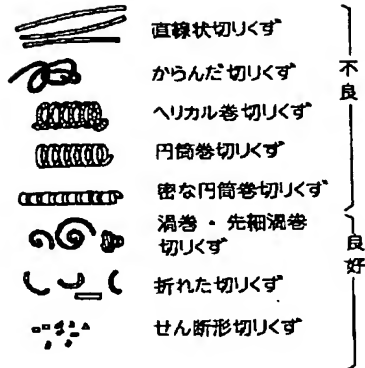 直線状切りくず
からんだ切りくず
ヘリカル巻切りくず
円筒巻切りくず
密な円筒巻切りくず
渦巻・先細渦巻
切りくず
折れた切りくず
せん断形切りくず
不良
良好